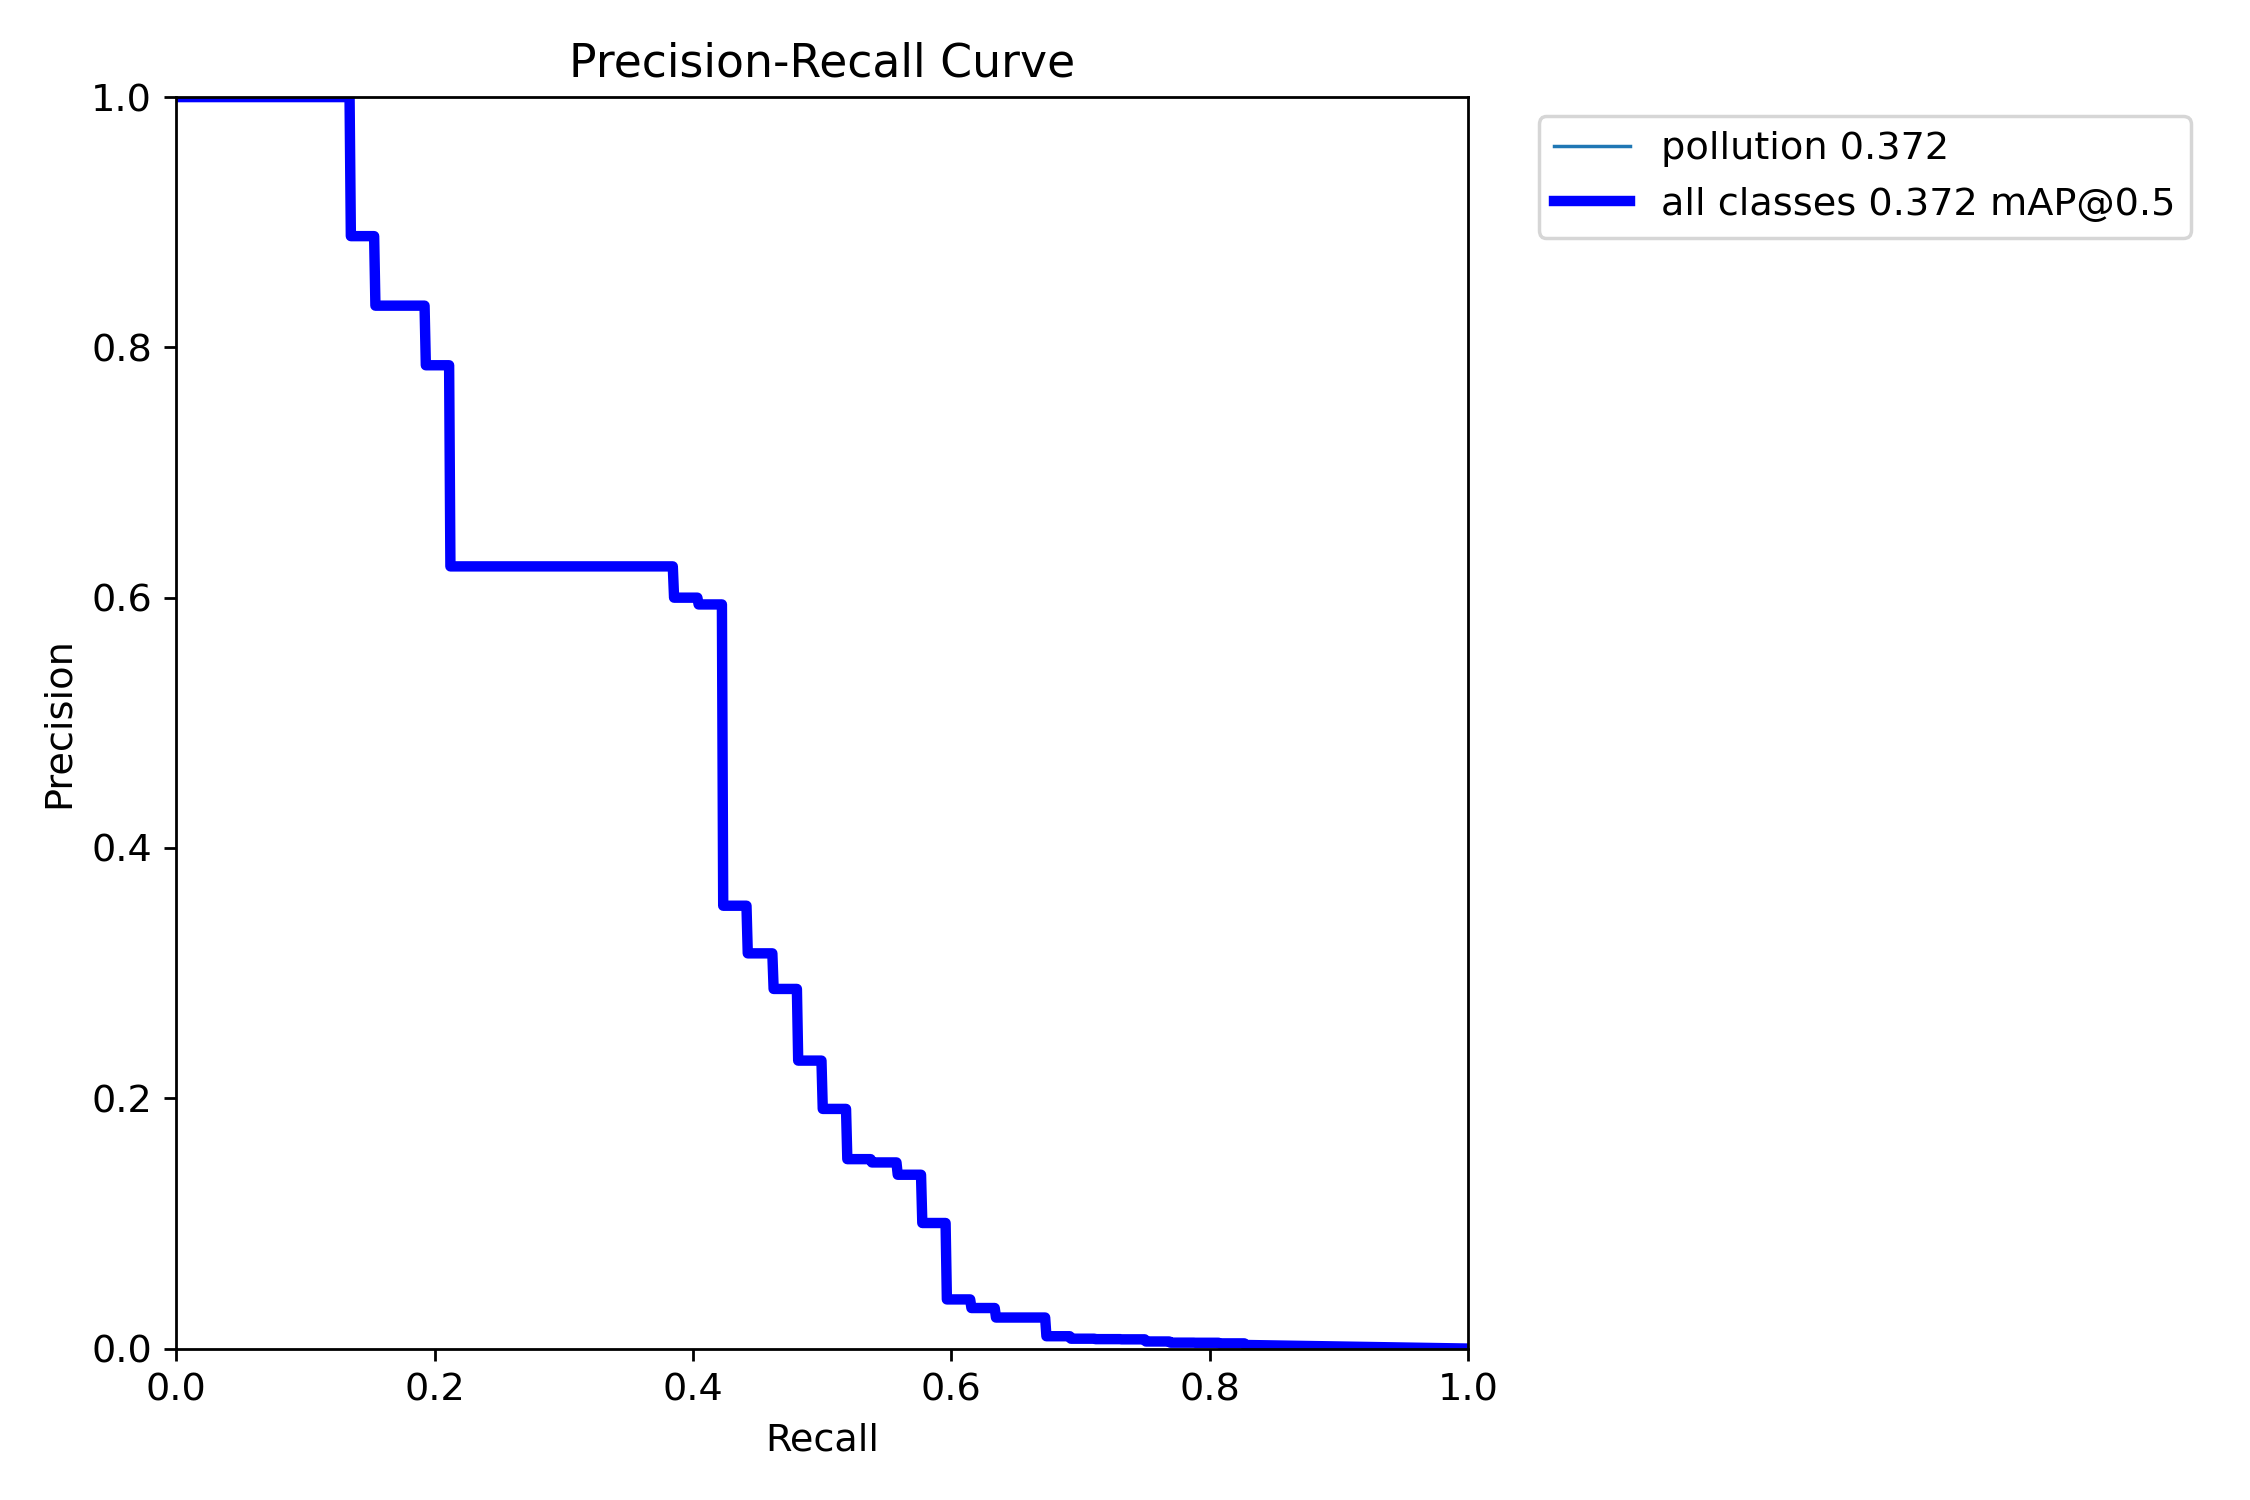 Precision-Recall Curve
1.0
0.8
0.6
0.4
0.2
0.0
Precision
0.0 0.2 0.4 0.6 0.8 1.0
Recall
pollution 0.372
all classes 0.372 mAP@0.5